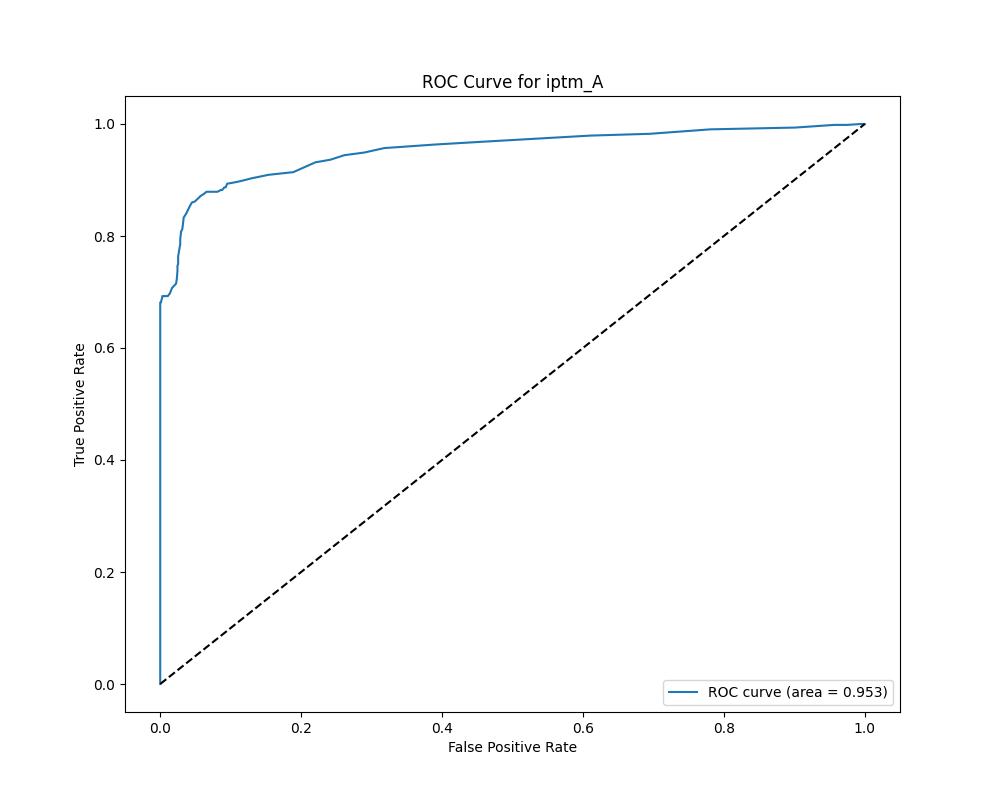 ROC Curve for iptm_A
True Positive Rate
1.0
0.8
0.6
0.4
0.2
0.0
ROC curve (area = 0.953)
0.0 0.2 0.4 0.6 0.8 1.0
False Positive Rate